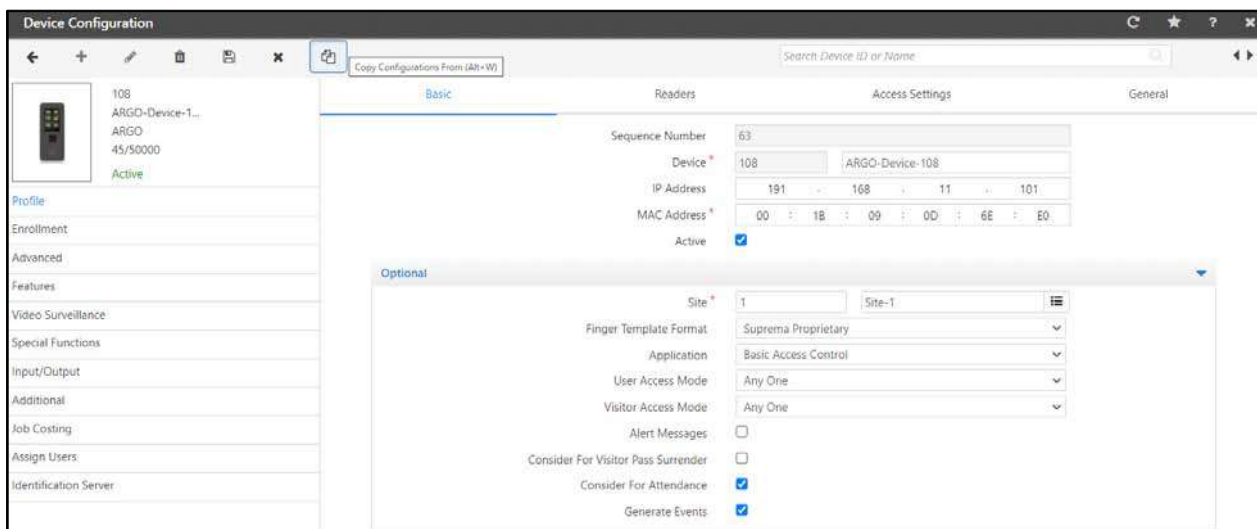 Device Configuration
Copy Configurations From (Alt+W)
Search Device ID or Name
108
ARGO-Device-1...
ARGO
45/50000
Active
Profile
Enrollment
Advanced
Features
Video Surveillance
Special Functions
Input/Output
Additional
Job Costing
Assign Users
Identification Server
Basic Readers Access Settings General
Sequence Number 63
Device * 108 ARGO-Device-108
IP Address 191 . 168 . 11 . 101
MAC Address * 00 : 1B : 09 : 0D : 6E : E0
Active
Optional
Site * 1 Site-1
Finger Template Format Suprema Proprietary
Application Basic Access Control
User Access Mode Any One
Visitor Access Mode Any One
Alert Messages
Consider For Visitor Pass Surrender
Consider For Attendance
Generate Events